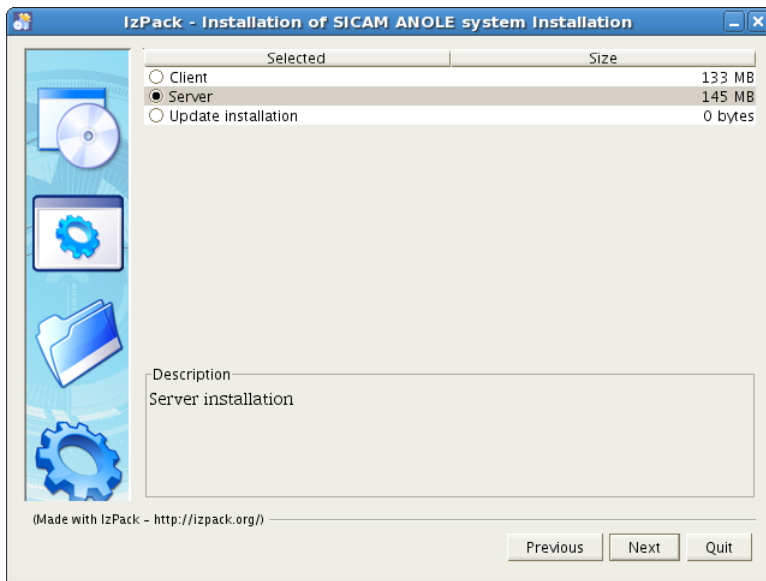 IzPack - Installation of SICAM ANOLE system Installation
Selected Size
Client 133 MB
Server 145 MB
Update installation 0 bytes
Description
Server installation
(Made with IzPack - http://izpack.org/)
Previous Next Quit